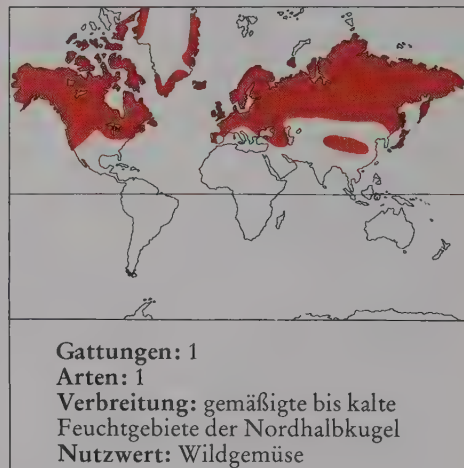 Gattungen: 1
Arten: 1
Verbreitung: gemäßigte bis kalte
Feuchtgebiete der Nordhalbkugel
Nutzwert: Wildgemüse